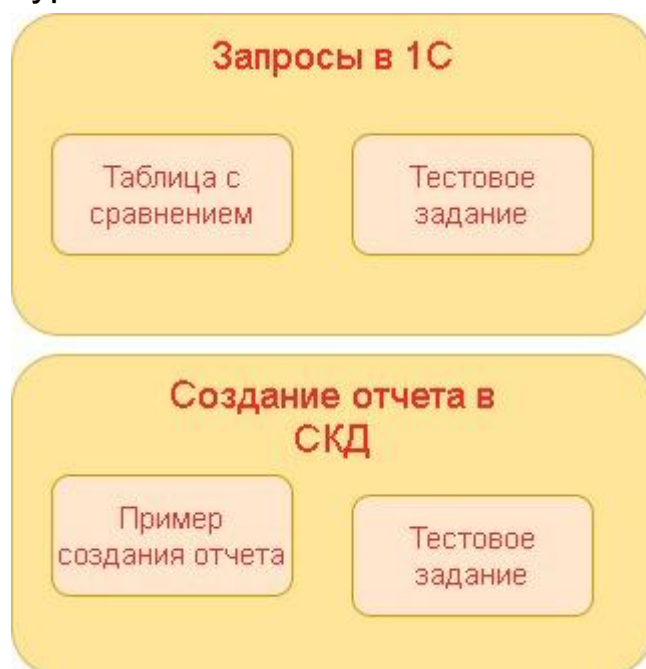 Запросы в 1С
Таблица с
сравнением
Тестовое
задание
Создание отчета в
СКД
Пример
создания отчета
Тестовое
задание